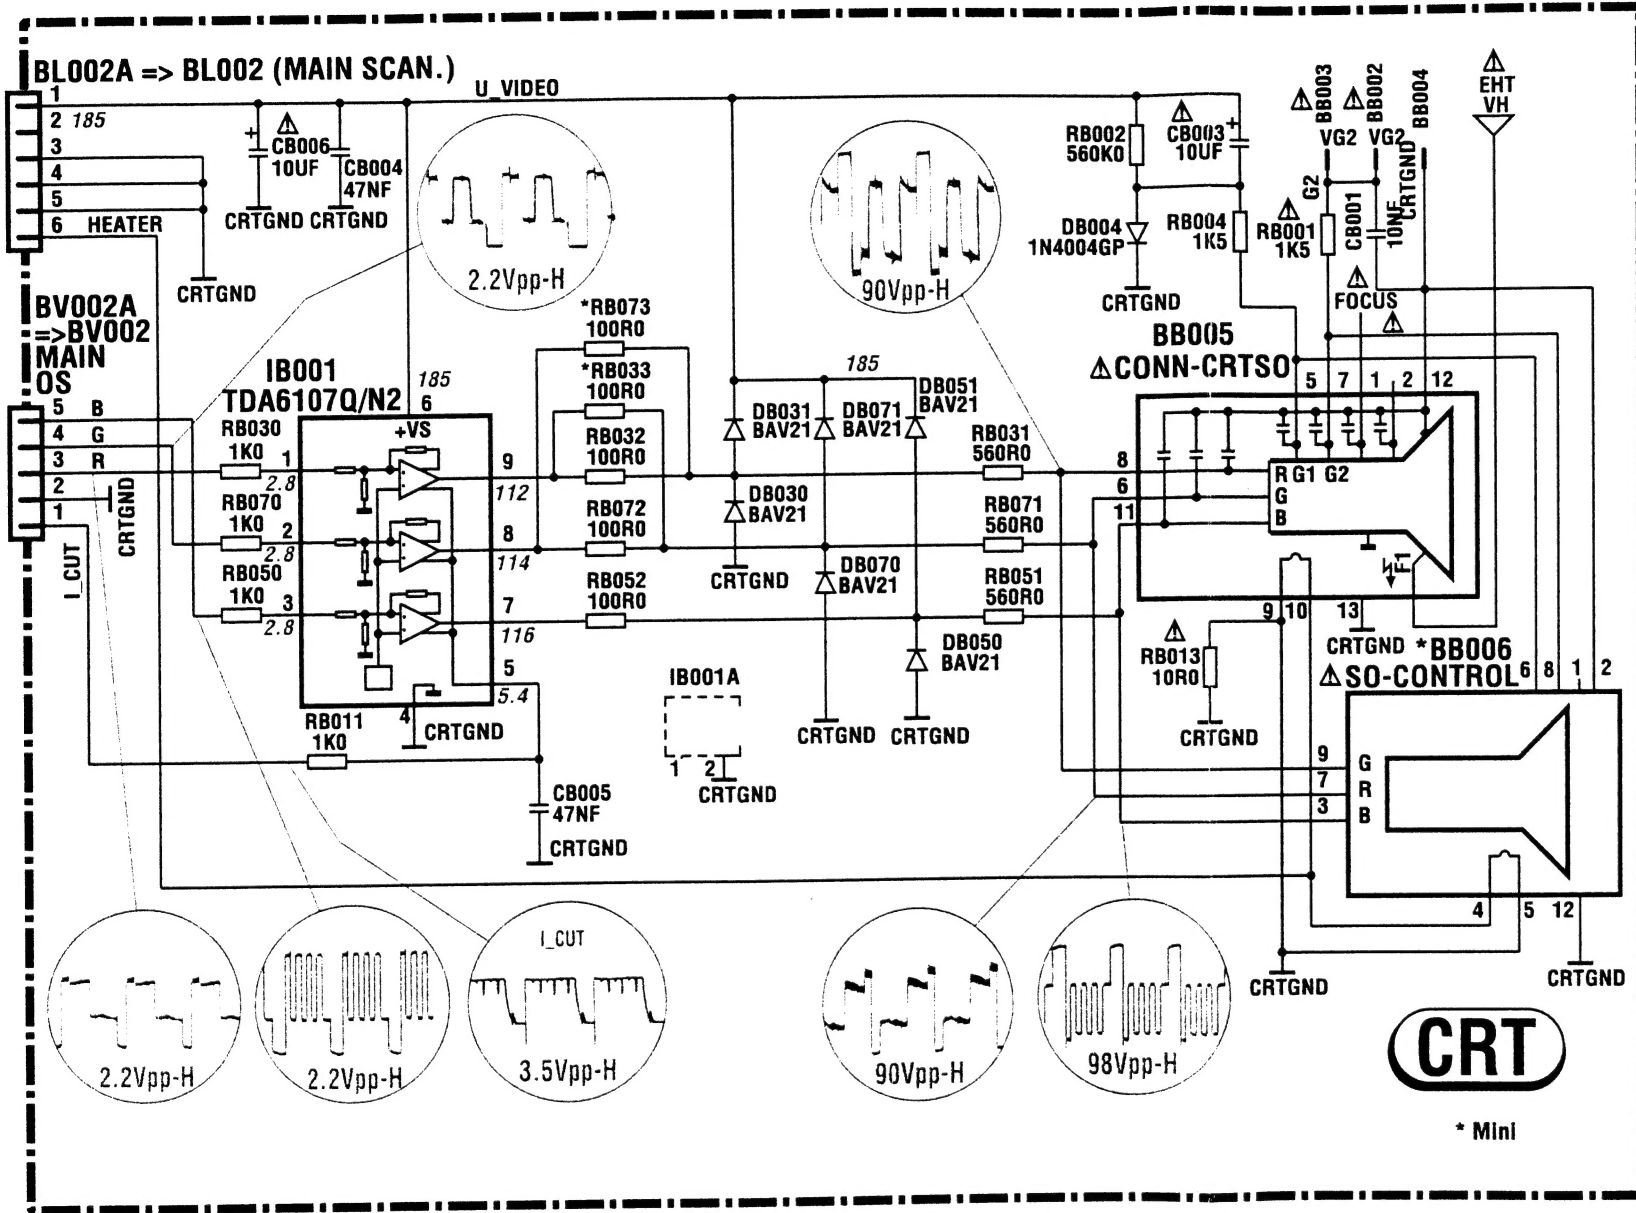 BL002A => BL002 (MAIN SCAN.)
1
2 185
3
4
5
6 HEATER
U_VIDEO
CB006
10UF
CB004
47NF
CRTGND CRTGND
CRTGND
2.2Vpp-H
90Vpp-H
RB002
560K0
CB003
10UF
DB004
1N4004GP
RB004
1K5
CRTGND
BB003
BB002
BB004
VG2
VG2
CRTGND
G2
RB001
1K5
CB001
10NF
EHT
VH
FOCUS
BV002A
=>BV002
MAIN
OS
5 B
4 G
3 R
2
1
CRTGND
I_CUT
IB001
TDA6107Q/N2
185
6
+VS
RB030
1K0
1
2.8
RB070
1K0
2
2.8
RB050
1K0
3
2.8
9
112
8
114
7
116
5
5.4
4
CRTGND
RB011
1K0
*RB073
100R0
*RB033
100R0
RB032
100R0
RB072
100R0
RB052
100R0
185
DB031
BAV21
DB071
BAV21
DB051
BAV21
DB030
BAV21
CRTGND
DB070
BAV21
DB050
BAV21
CRTGND CRTGND
RB031
560R0
RB071
560R0
RB051
560R0
IB001A
1 2
CRTGND
CB005
47NF
CRTGND
BB005
CONN-CRTSO
5 7 1 2 12
8
6
11
R G1 G2
G
B
F1
9 10 13
CRTGND
RB013
10R0
CRTGND
*BB006
SO-CONTROL
6 8 1 2
9 G
7 R
3 B
4 5 12
CRTGND
CRTGND
2.2Vpp-H
2.2Vpp-H
I_CUT
3.5Vpp-H
90Vpp-H
98Vpp-H
CRT
* Mini